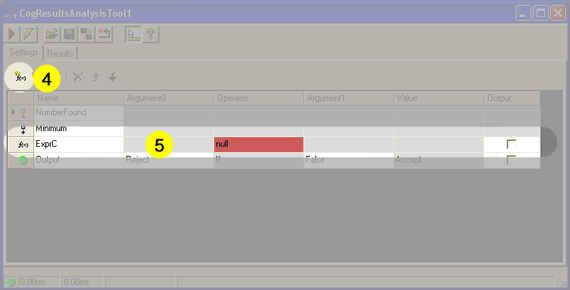 CogResultsAnalysisTool1
Settings Results
f(x) 4
Name Argument0 Operator Argument1 Value Output
NumberFound
Minimum
f(x) ExprC 5 null
Output Reject If False Accept
0.00ms 0.00ms